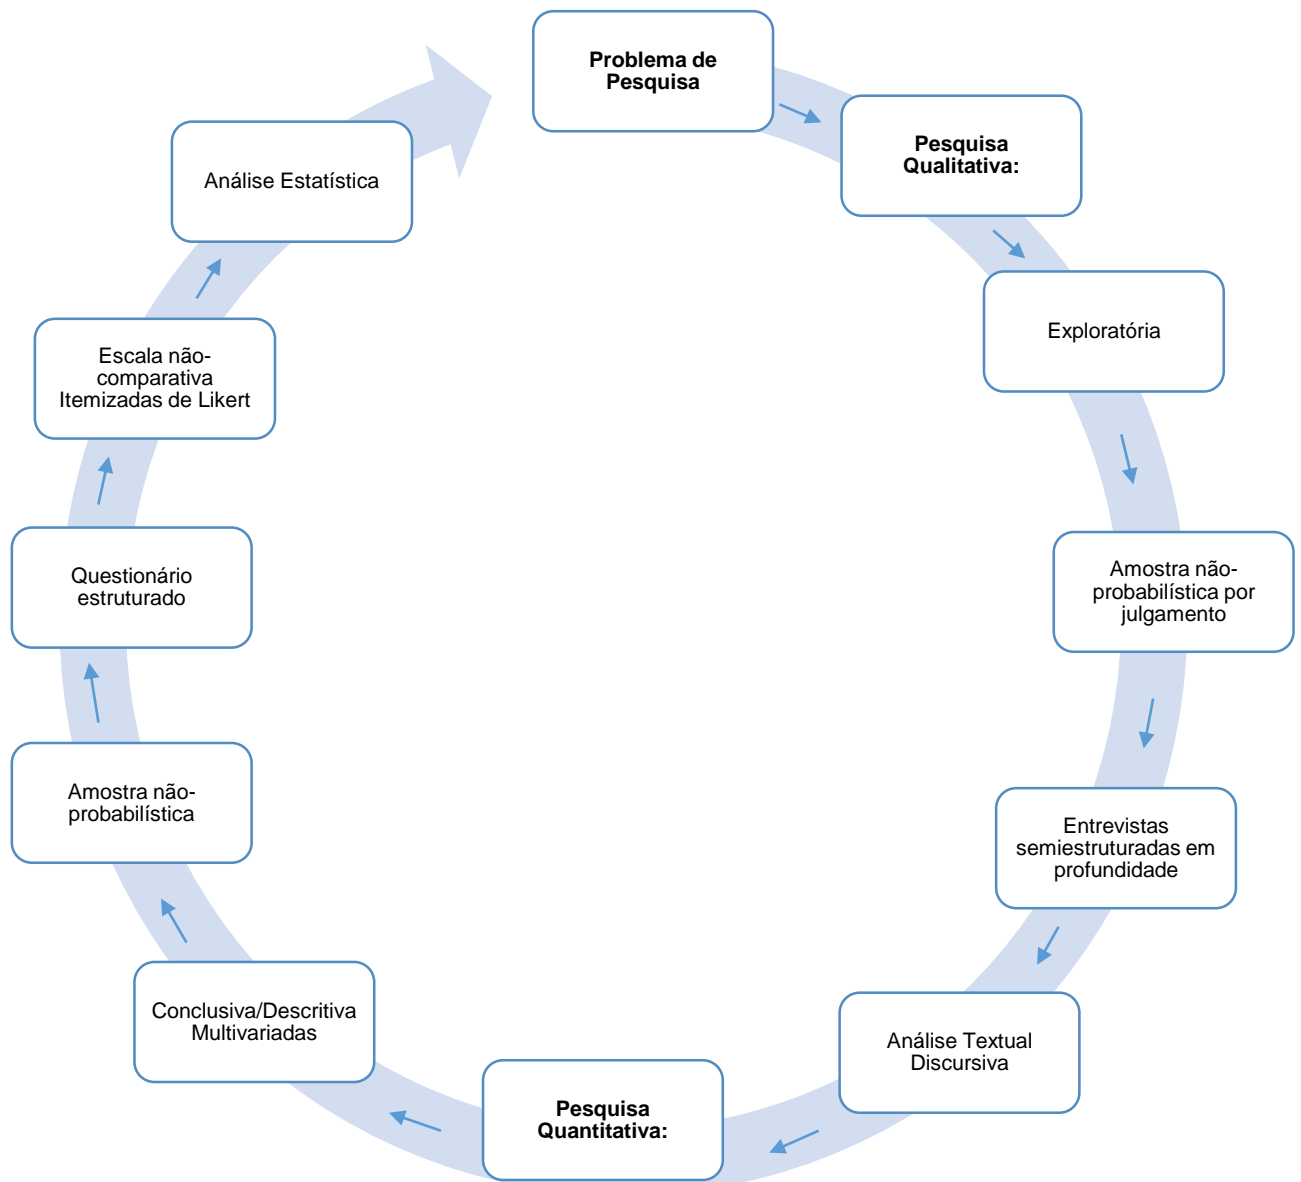 Problema de
Pesquisa
Pesquisa
Qualitativa:
Exploratória
Amostra não-
probabilística por
julgamento
Entrevistas
semiestruturadas em
profundidade
Análise Textual
Discursiva
Pesquisa
Quantitativa:
Conclusiva/Descritiva
Multivariadas
Amostra não-
probabilística
Questionário
estruturado
Escala não-
comparativa
Itemizadas de Likert
Análise Estatística